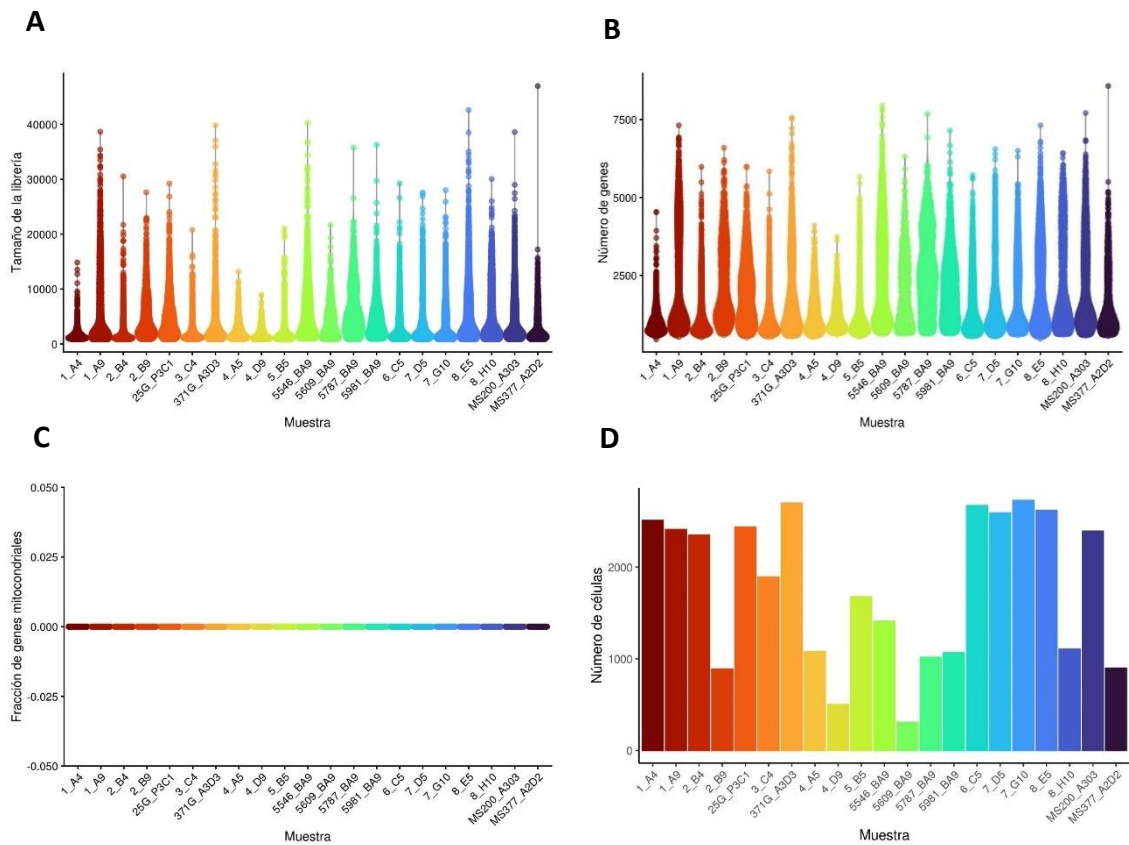 A
Tamaño de la librería
40000
30000
20000
10000
0
1_A4
1_A9
2_B4
2_B9
25G_P3C1
3_C4
371G_A3D3
4_A5
4_D9
5_B5
5546_BA9
5609_BA9
5787_BA9
5981_BA9
6_C5
7_D5
7_G10
8_E5
8_H10
MS200_A303
MS377_A2D2
Muestra
B
Número de genes
7500
5000
2500
1_A4
1_A9
2_B4
2_B9
25G_P3C1
3_C4
371G_A3D3
4_A5
4_D9
5_B5
5546_BA9
5609_BA9
5787_BA9
5981_BA9
6_C5
7_D5
7_G10
8_E5
8_H10
MS200_A303
MS377_A2D2
Muestra
C
Fracción de genes mitocondriales
0.050
0.025
0.000
-0.025
-0.050
1_A4
1_A9
2_B4
2_B9
25G_P3C1
3_C4
371G_A3D3
4_A5
4_D9
5_B5
5546_BA9
5609_BA9
5787_BA9
5981_BA9
6_C5
7_D5
7_G10
8_E5
8_H10
MS200_A303
MS377_A2D2
Muestra
D
Número de células
2000
1000
0
1_A4
1_A9
2_B4
2_B9
25G_P3C1
3_C4
371G_A3D3
4_A5
4_D9
5_B5
5546_BA9
5609_BA9
5787_BA9
5981_BA9
6_C5
7_D5
7_G10
8_E5
8_H10
MS200_A303
MS377_A2D2
Muestra